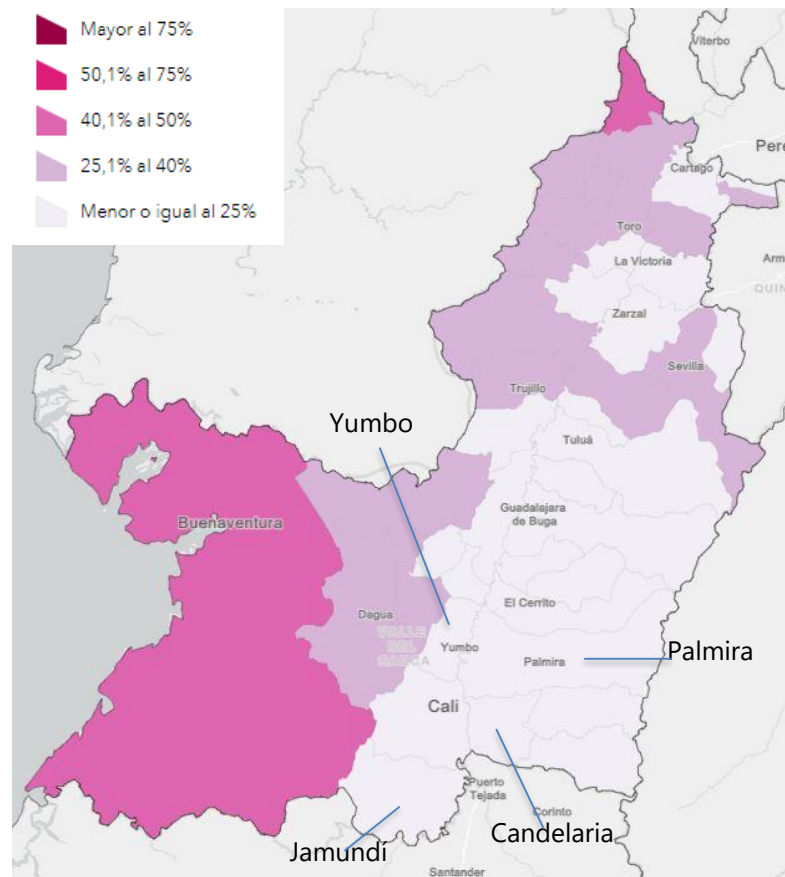 Mayor al 75%
50,1% al 75%
40,1% al 50%
25,1% al 40%
Menor o igual al 25%
Viterbo
Pere
Cartago
Toro
La Victoria
Arm
QUIN
Zarzal
Sevilla
Trujillo
Yumbo
Tuluá
Guadalajara
de Buga
Buenaventura
El Cerrito
Dagua
VALLE
DEL
CAUCA
Yumbo
Palmira
Palmira
Cali
Puerto
Tejada
Corinto
Candelaria
Jamundí
Santander